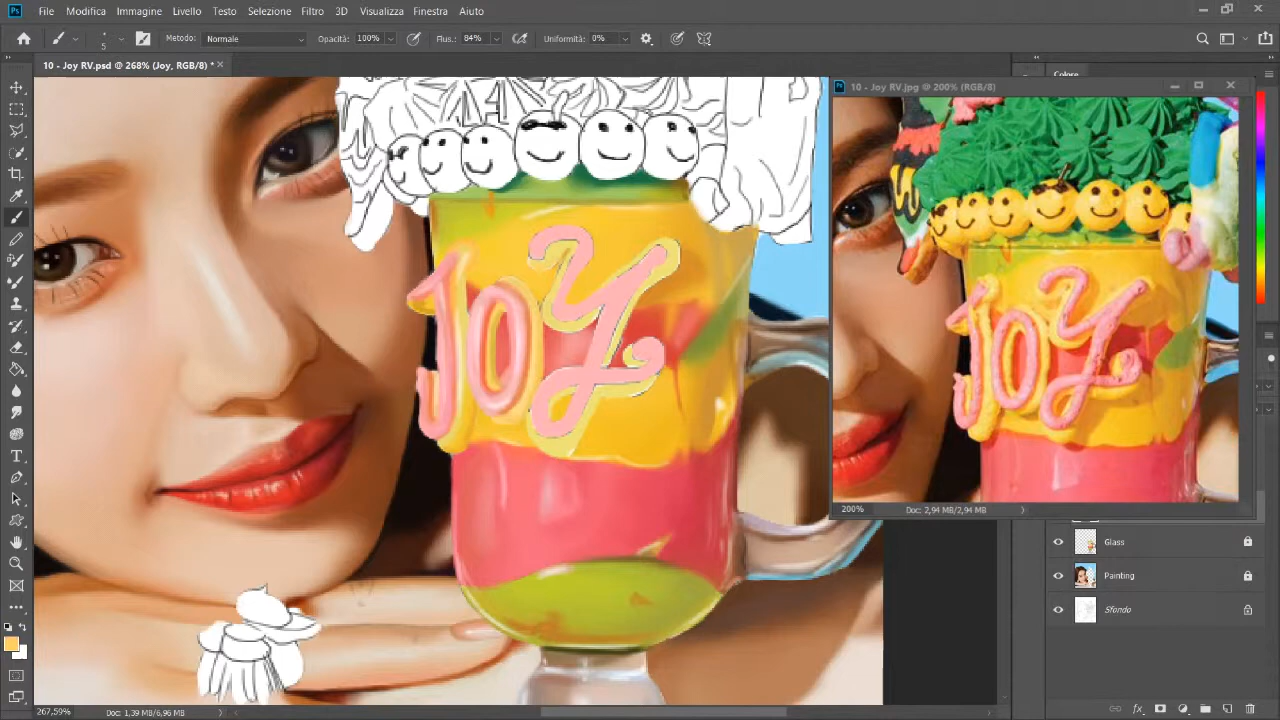 Ps File Modifica Immagine Livello Testo Selezione Filtro 3D Visualizza Finestra Aiuto
5 Metodo: Normale Opacità: 100% Flus.: 84% Uniformità: 0%
10 - Joy RV.psd @ 268% (Joy, RGB/8) *
Colore
10 - Joy RV.jpg @ 200% (RGB/8)
JOY
JOY
200% Doc: 2,94 MB/2,94 MB
Glass
Painting
Sfondo
267,59% Doc: 1,39 MB/6,96 MB